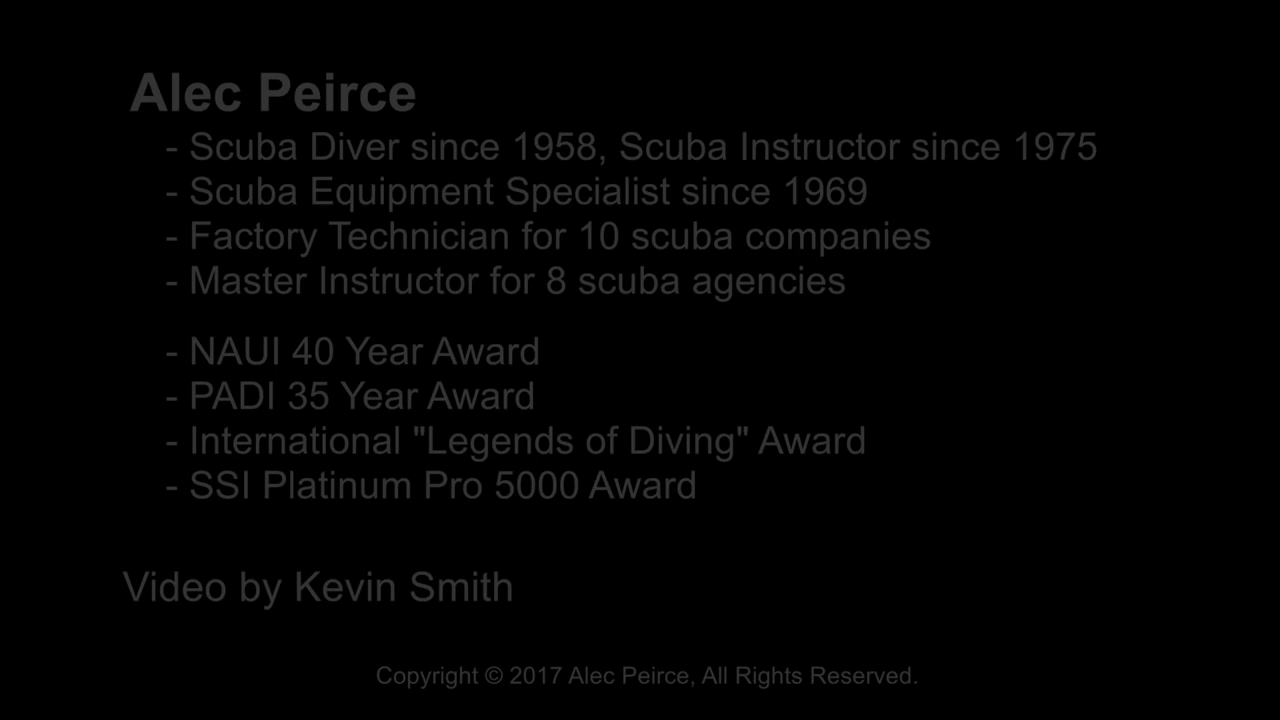 Alec Peirce
- Scuba Diver since 1958, Scuba Instructor since 1975
- Scuba Equipment Specialist since 1969
- Factory Technician for 10 scuba companies
- Master Instructor for 8 scuba agencies
- NAUI 40 Year Award
- PADI 35 Year Award
- International "Legends of Diving" Award
- SSI Platinum Pro 5000 Award
Video by Kevin Smith
Copyright © 2017 Alec Peirce, All Rights Reserved.